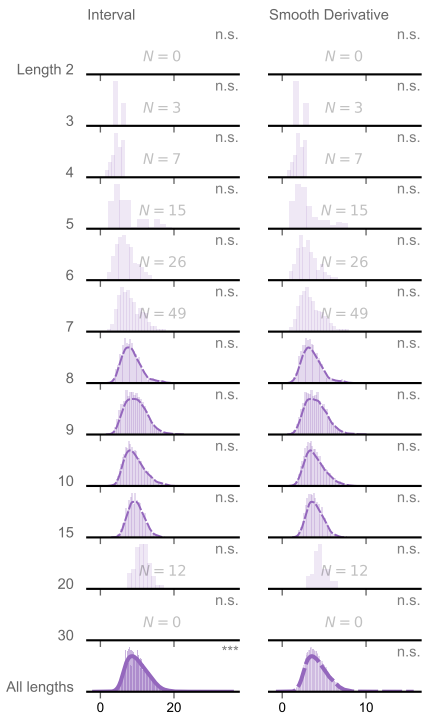 Interval Smooth Derivative
n.s. n.s.
Length 2 N = 0 N = 0
n.s. n.s.
3 N = 3 N = 3
n.s. n.s.
4 N = 7 N = 7
n.s. n.s.
5 N = 15 N = 15
n.s. n.s.
6 N = 26 N = 26
n.s. n.s.
7 N = 49 N = 49
n.s. n.s.
8
n.s. n.s.
9
n.s. n.s.
10
n.s. n.s.
15
n.s. n.s.
20 N = 12 N = 12
n.s. n.s.
30 N = 0 N = 0
*** n.s.
All lengths
0 20 0 10